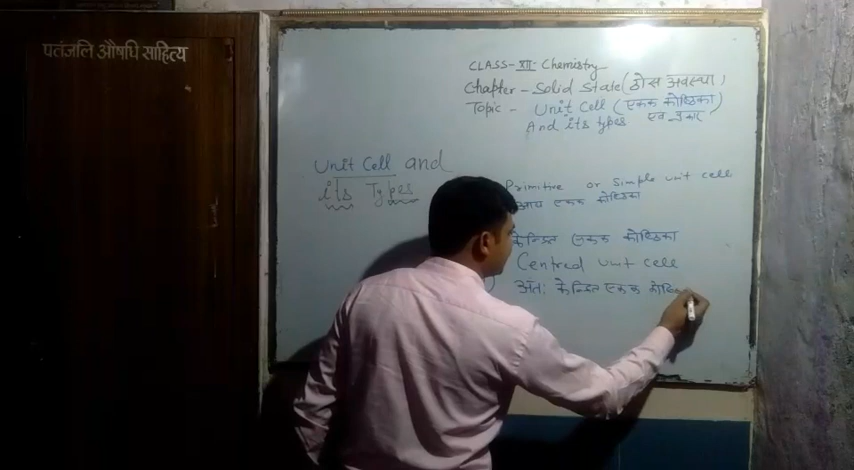 पतंजलि औषधि साहित्य
CLASS-XII-Chemistry
Chapter - Solid State (ठोस अवस्था)
Topic - Unit Cell (एकक कोष्ठिका)
And its types एवं प्रकार
Unit Cell and
its Types
Primitive or Simple unit cell
आद्य एकक कोष्ठिका
केन्द्रित एकक कोष्ठिका
Centred unit cell
अंतः केन्द्रित एकक